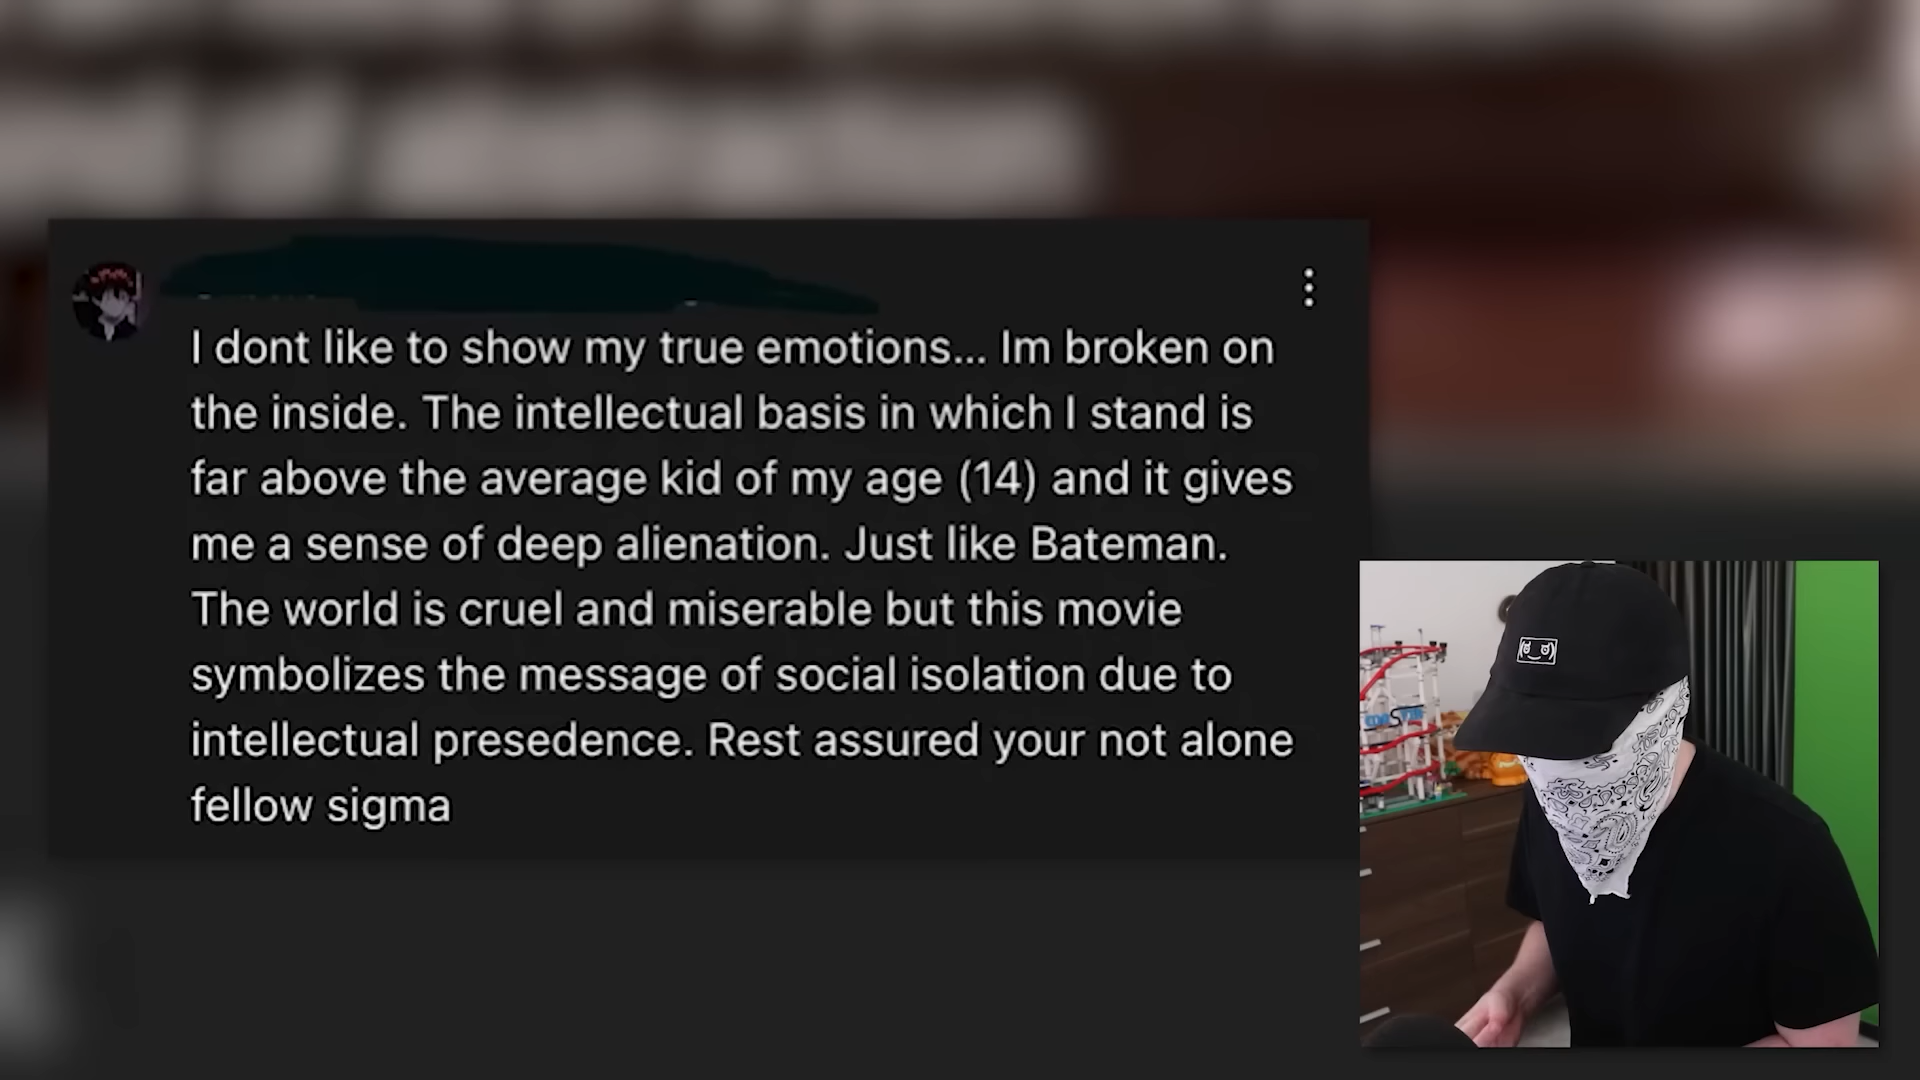 I dont like to show my true emotions... Im broken on
the inside. The intellectual basis in which I stand is
far above the average kid of my age (14) and it gives
me a sense of deep alienation. Just like Bateman.
The world is cruel and miserable but this movie
symbolizes the message of social isolation due to
intellectual presedence. Rest assured your not alone
fellow sigma